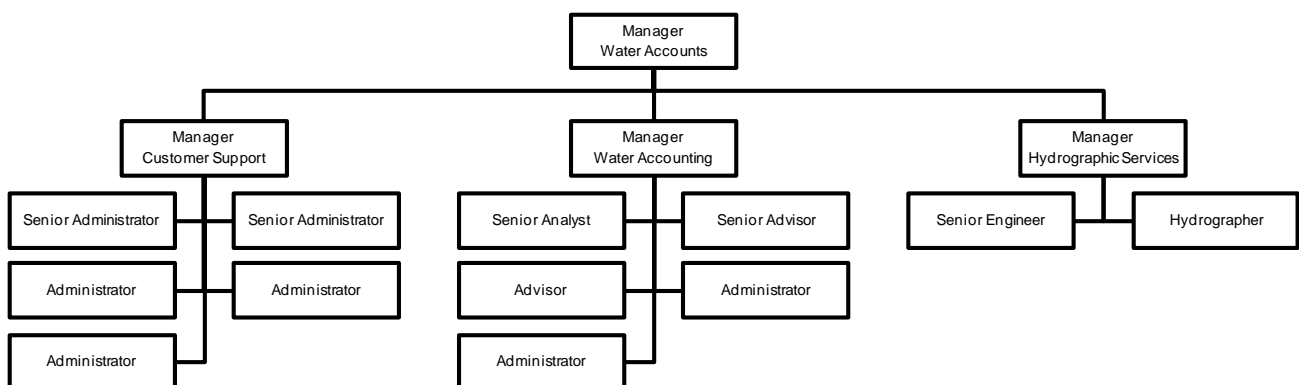 Manager
Water Accounts
Manager
Customer Support
Manager
Water Accounting
Manager
Hydrographic Services
Senior Administrator
Senior Administrator
Senior Analyst
Senior Advisor
Senior Engineer
Hydrographer
Administrator
Administrator
Advisor
Administrator
Administrator
Administrator